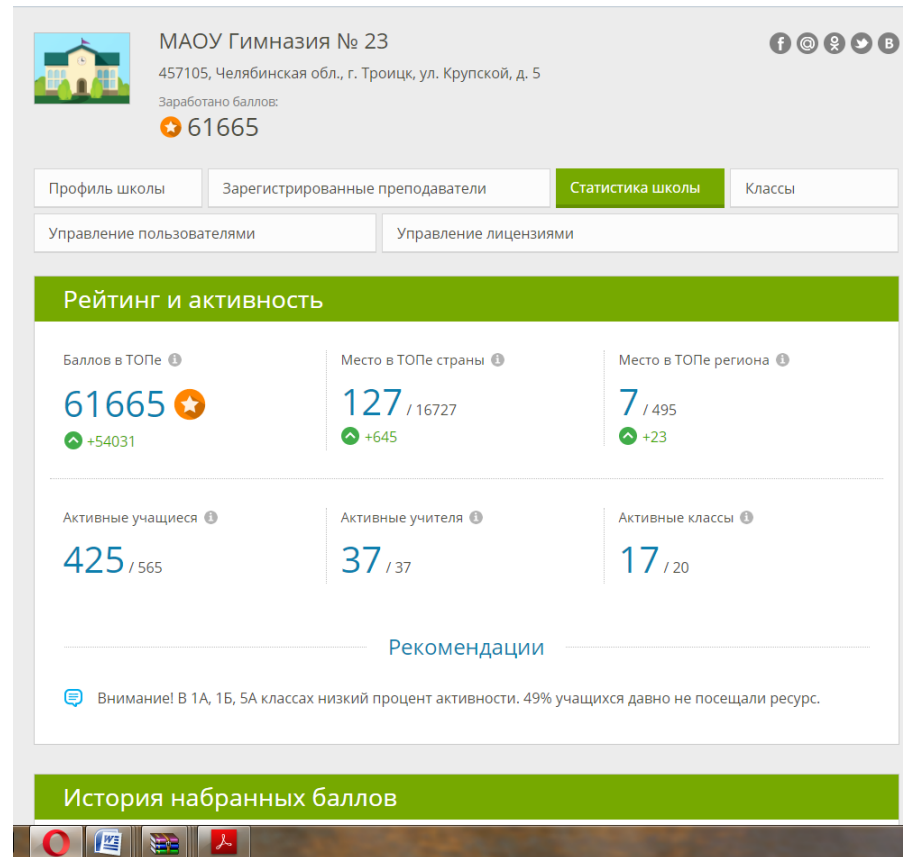 МАОУ Гимназия № 23
457105, Челябинская обл., г. Троицк, ул. Крупской, д. 5
Заработано баллов:
61665
Профиль школы Зарегистрированные преподаватели Статистика школы Классы
Управление пользователями Управление лицензиями
Рейтинг и активность
Баллов в ТОПе Место в ТОПе страны Место в ТОПе региона
61665 127 / 16727 7 / 495
+54031 +645 +23
Активные учащиеся Активные учителя Активные классы
425 / 565 37 / 37 17 / 20
Рекомендации
Внимание! В 1А, 1Б, 5А классах низкий процент активности. 49% учащихся давно не посещали ресурс.
История набранных баллов